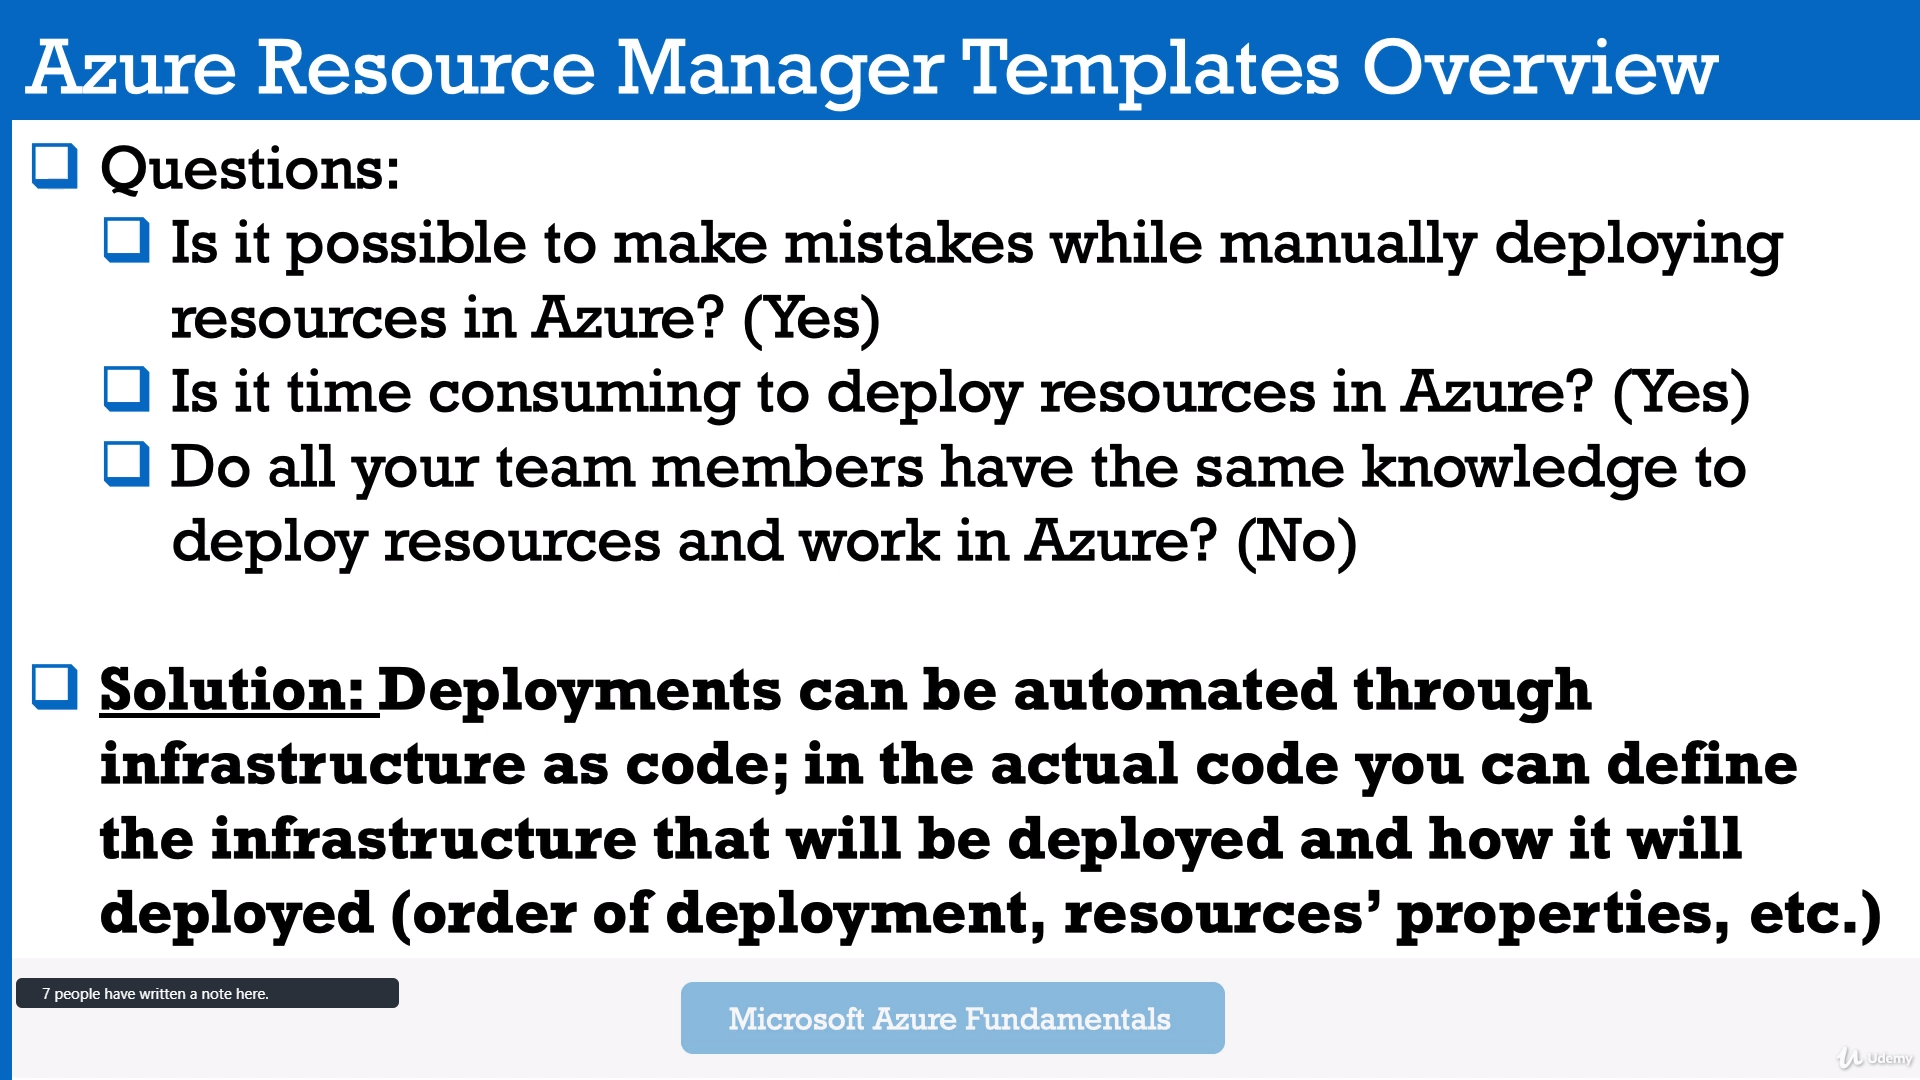 Azure Resource Manager Templates Overview
Questions:
Is it possible to make mistakes while manually deploying
resources in Azure? (Yes)
Is it time consuming to deploy resources in Azure? (Yes)
Do all your team members have the same knowledge to
deploy resources and work in Azure? (No)
Solution: Deployments can be automated through
infrastructure as code; in the actual code you can define
the infrastructure that will be deployed and how it will
deployed (order of deployment, resources’ properties, etc.)
7 people have written a note here.
Microsoft Azure Fundamentals
Udemy